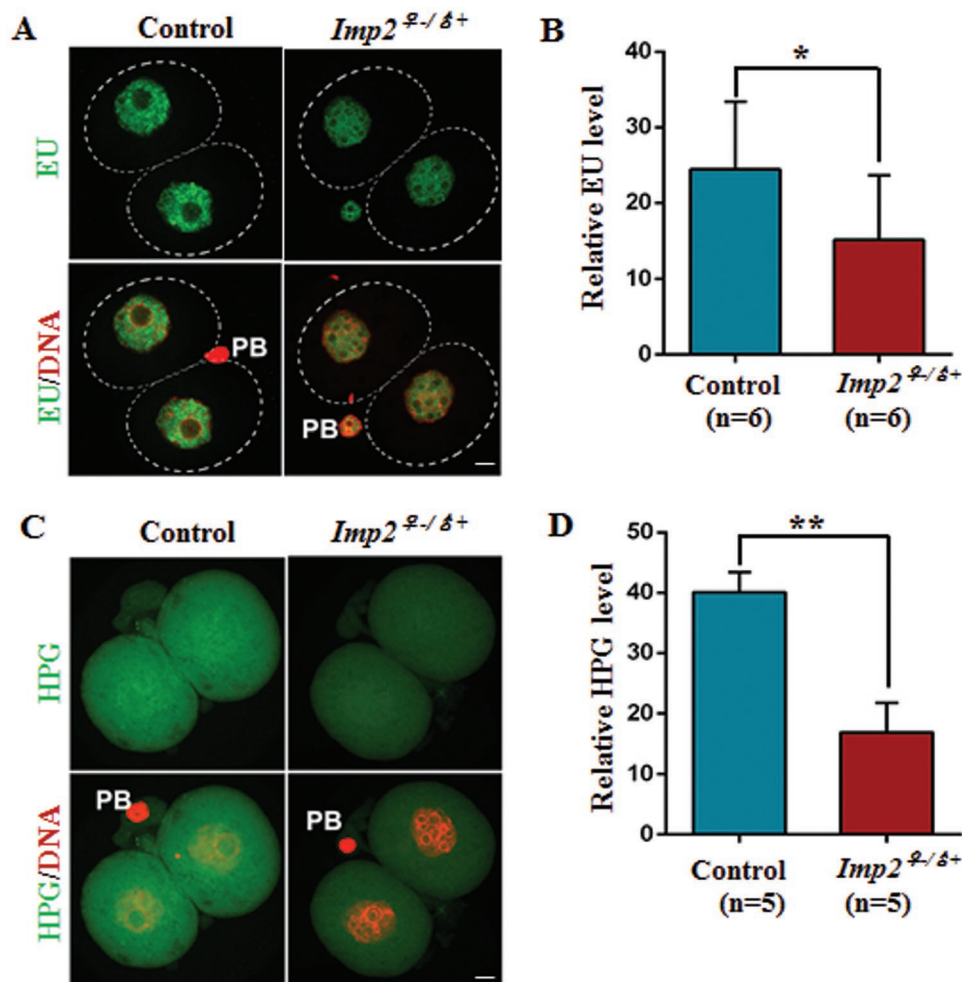 A
Control
Imp2 ♀-/♂+
EU
EU/DNA
PB
PB
B
Relative EU level
40
30
20
10
0
*
Control
(n=6)
Imp2 ♀-/♂+
(n=6)
C
Control
Imp2 ♀-/♂+
HPG
HPG/DNA
PB
PB
D
Relative HPG level
50
40
30
20
10
0
**
Control
(n=5)
Imp2 ♀-/♂+
(n=5)